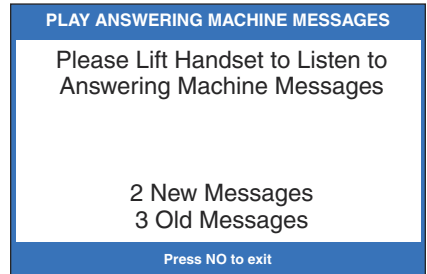 PLAY ANSWERING MACHINE MESSAGES
Please Lift Handset to Listen to
Answering Machine Messages
2 New Messages
3 Old Messages
Press NO to exit